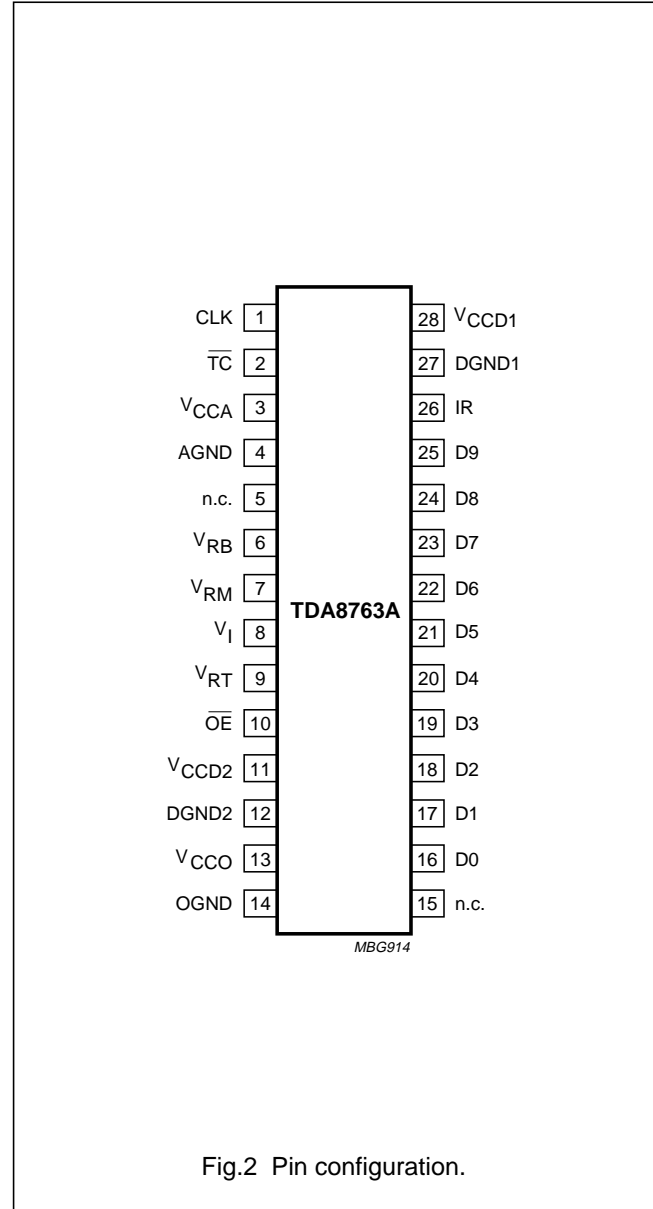 CLK 1 28 VCCD1
T̅C̅ 2 27 DGND1
VCCA 3 26 IR
AGND 4 25 D9
n.c. 5 24 D8
VRB 6 23 D7
VRM 7 22 D6
TDA8763A
VI 8 21 D5
VRT 9 20 D4
O̅E̅ 10 19 D3
VCCD2 11 18 D2
DGND2 12 17 D1
VCCO 13 16 D0
OGND 14 15 n.c.
MBG914
Fig.2 Pin configuration.